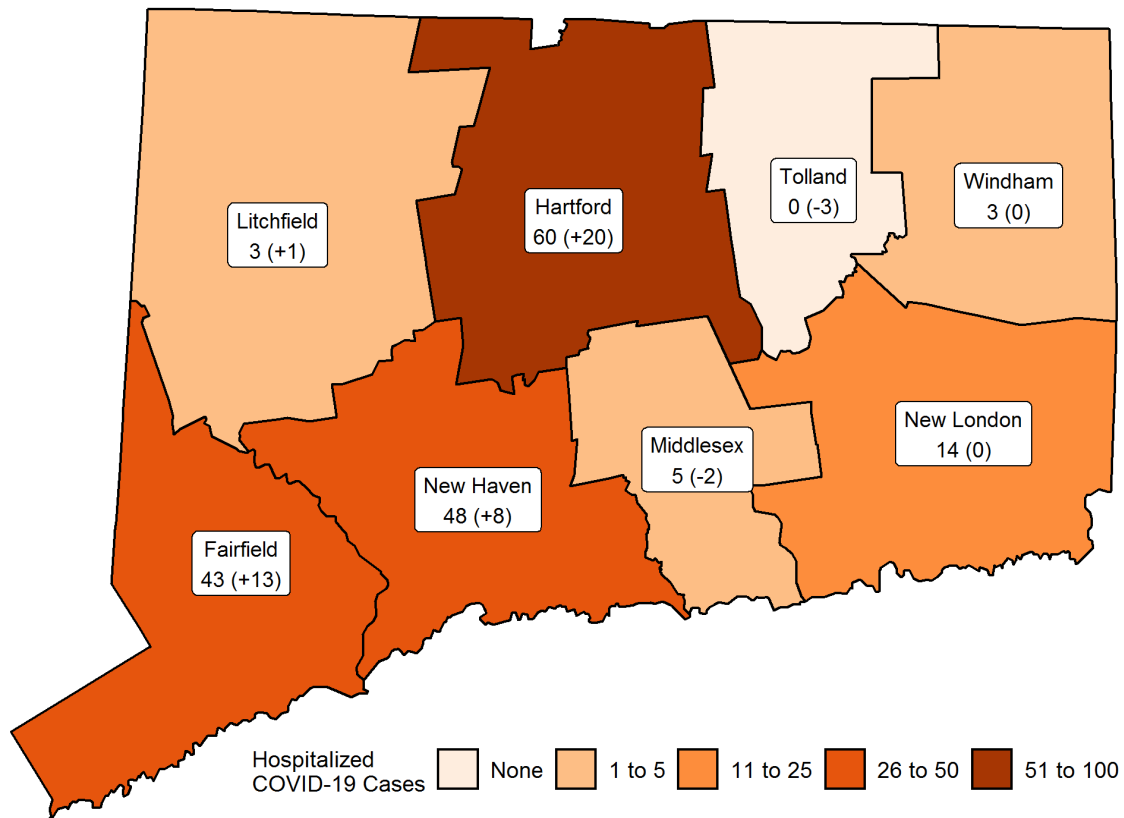 Tolland
0 (-3)
Windham
3 (0)
Litchfield
3 (+1)
Hartford
60 (+20)
New London
14 (0)
Middlesex
5 (-2)
New Haven
48 (+8)
Fairfield
43 (+13)
Hospitalized
COVID-19 Cases
None
1 to 5
11 to 25
26 to 50
51 to 100